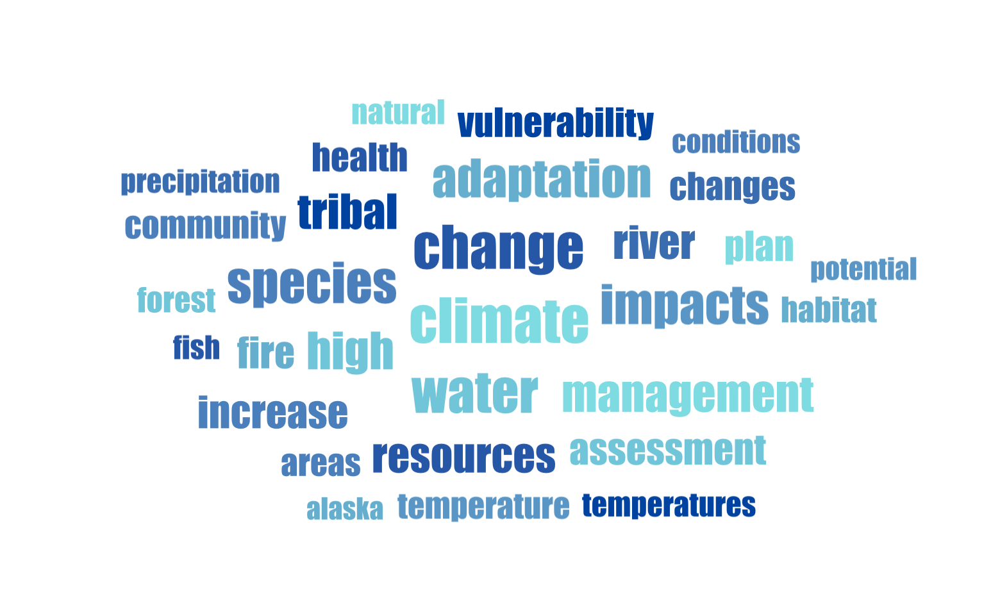 natural
vulnerability
conditions
health
adaptation
precipitation
changes
tribal
community
change
river
plan
potential
species
forest
impacts
habitat
climate
fish
fire
high
water
management
increase
areas
resources
assessment
alaska
temperature
temperatures